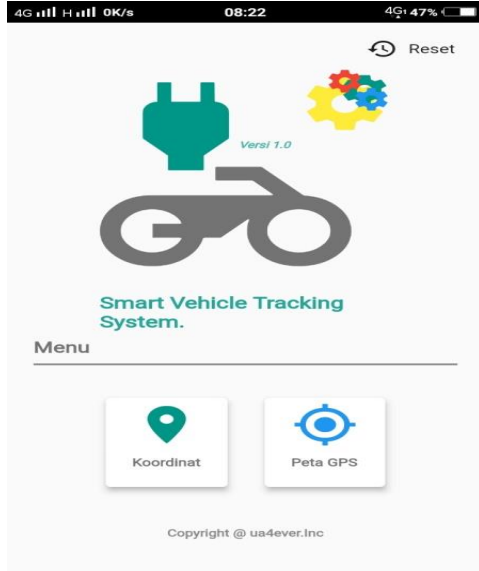 4G H 0K/s 08:22 4G1 47%
Reset
Versi 1.0
Smart Vehicle Tracking
System.
Menu
Koordinat Peta GPS
Copyright @ ua4ever.Inc